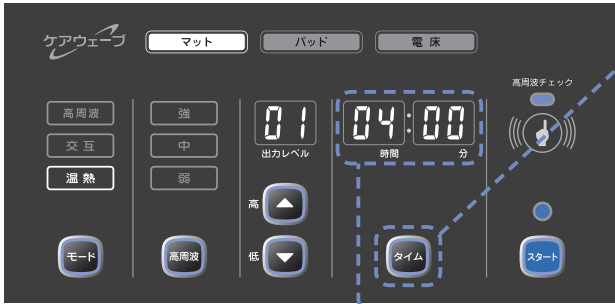 ケアウェーブ
マット
パッド
電床
高周波チェック
高周波
交互
温熱
強
中
弱
01
出力レベル
04:00
時間 分
高
低
モード
高周波
タイム
スタート